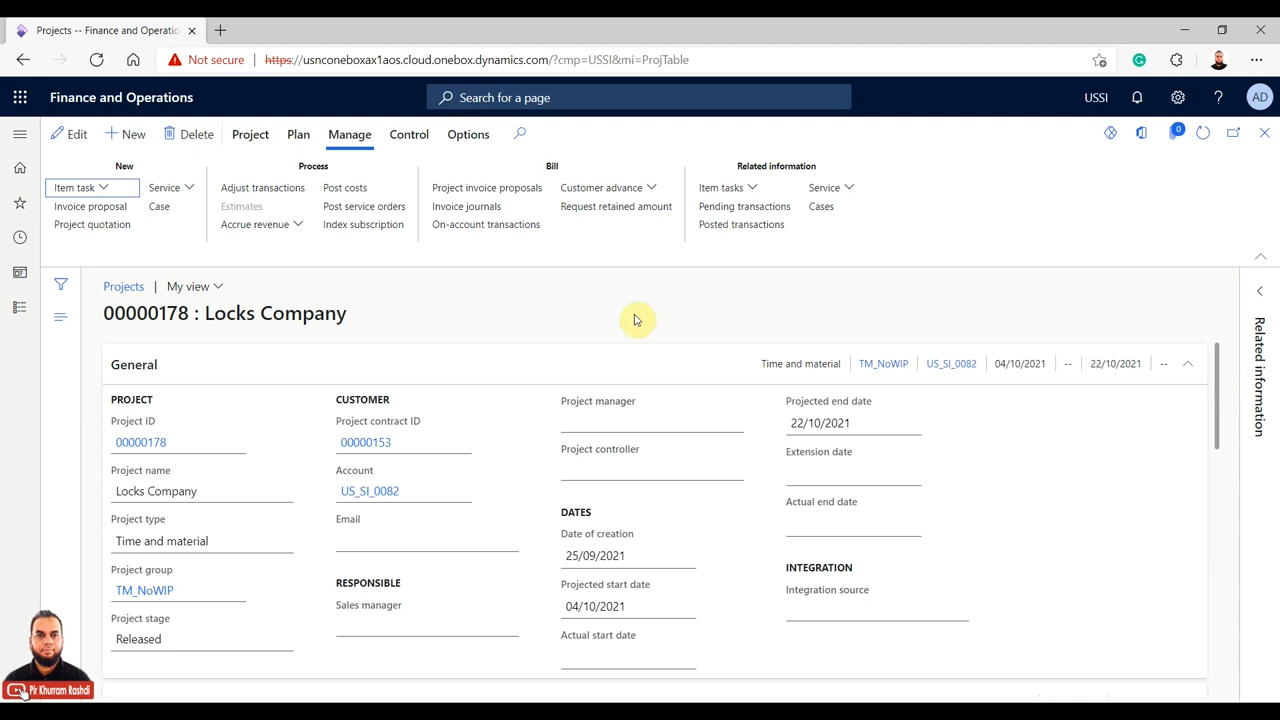 Projects -- Finance and Operatio
Not secure | https://usnconeboxax1aos.cloud.onebox.dynamics.com/?cmp=USSI&mi=ProjTable
Finance and Operations
Search for a page
USSI
?
AD
Edit
New
Delete
Project
Plan
Manage
Control
Options
0
New
Item task
Service
Invoice proposal
Case
Project quotation
Process
Adjust transactions
Post costs
Estimates
Post service orders
Accrue revenue
Index subscription
Bill
Project invoice proposals
Customer advance
Invoice journals
Request retained amount
On-account transactions
Related information
Item tasks
Service
Pending transactions
Cases
Posted transactions
Projects | My view
00000178 : Locks Company
Related information
General
Time and material
TM_NoWIP
US_SI_0082
04/10/2021
--
22/10/2021
--
PROJECT
Project ID
00000178
Project name
Locks Company
Project type
Time and material
Project group
TM_NoWIP
Project stage
Released
CUSTOMER
Project contract ID
00000153
Account
US_SI_0082
Email
RESPONSIBLE
Sales manager
Project manager
Project controller
DATES
Date of creation
25/09/2021
Projected start date
04/10/2021
Actual start date
Projected end date
22/10/2021
Extension date
Actual end date
INTEGRATION
Integration source
Pir Khurram Rashdi